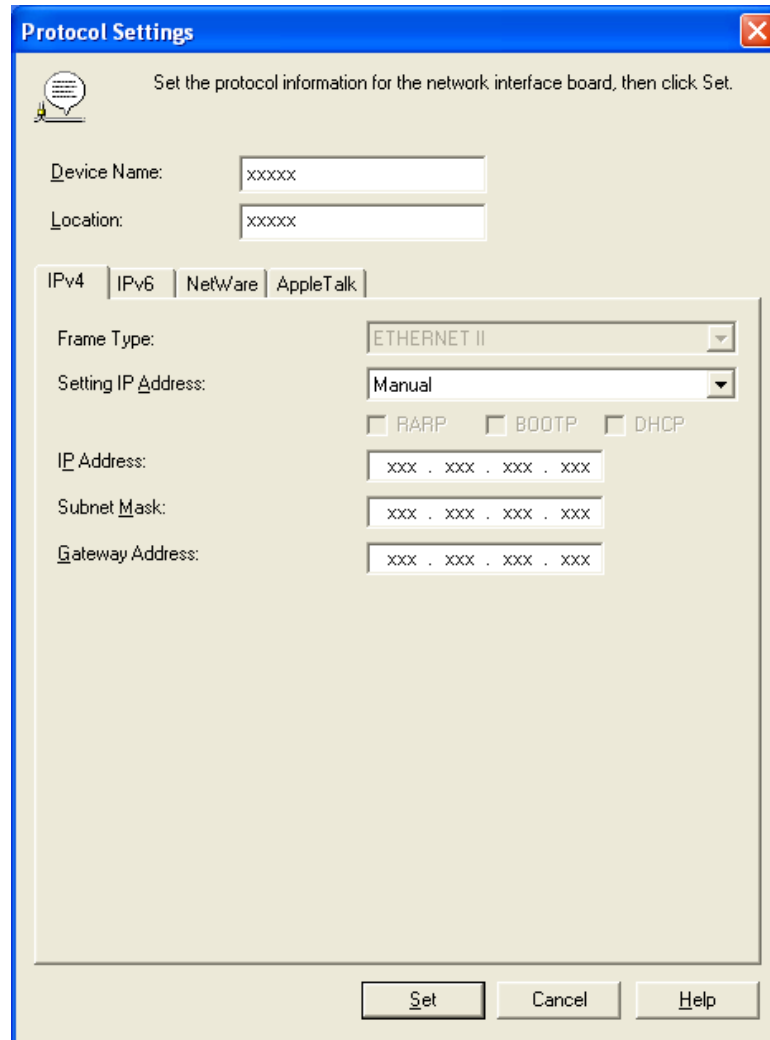 Protocol Settings
Set the protocol information for the network interface board, then click Set.
Device Name: xxxxx
Location: xxxxx
IPv4 IPv6 NetWare AppleTalk
Frame Type: ETHERNET II
Setting IP Address: Manual
RARP BOOTP DHCP
IP Address: xxx . xxx . xxx . xxx
Subnet Mask: xxx . xxx . xxx . xxx
Gateway Address: xxx . xxx . xxx . xxx
Set Cancel Help